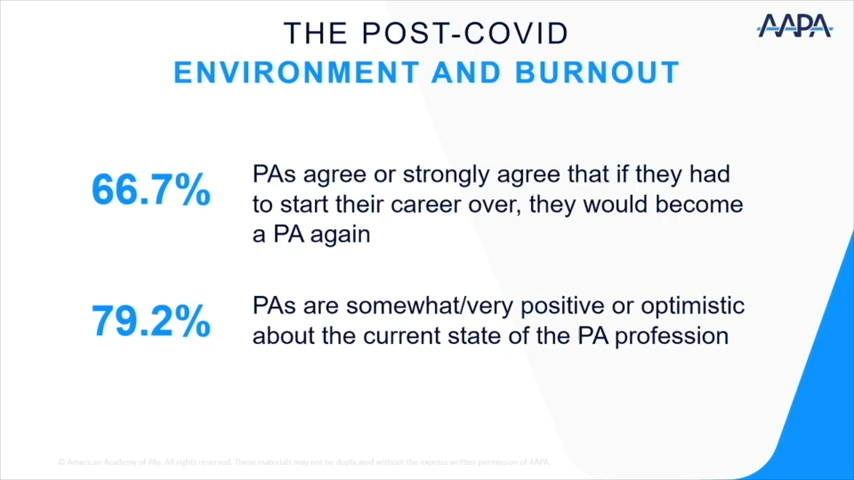 THE POST-COVID
AAPA
ENVIRONMENT AND BURNOUT
66.7%
PAs agree or strongly agree that if they had
to start their career over, they would become
a PA again
79.2%
PAs are somewhat/very positive or optimistic
about the current state of the PA profession
© American Academy of PAs. All rights reserved. These materials may not be duplicated without the express written permission of AAPA.